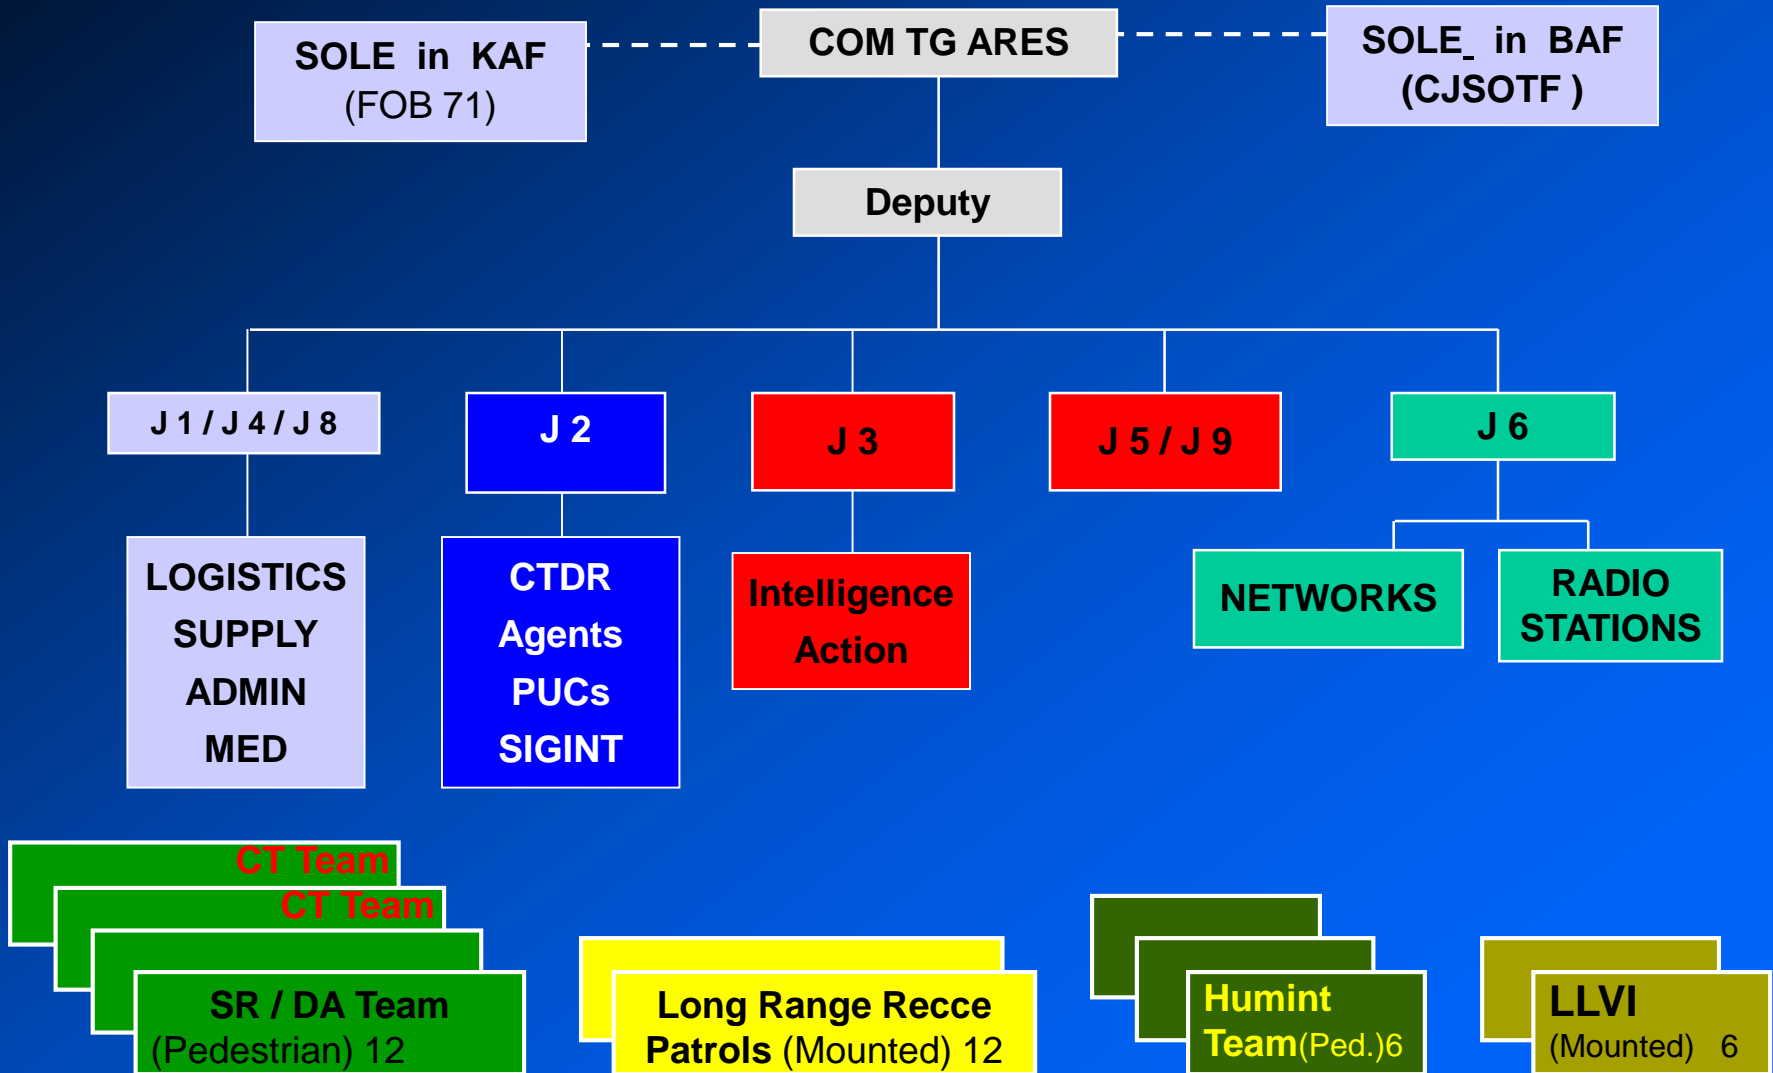 SOLE in KAF
(FOB 71)
COM TG ARES
SOLE_ in BAF
(CJSOTF )
Deputy
J 1 / J 4 / J 8
J 2
J 3
J 5 / J 9
J 6
LOGISTICS
SUPPLY
ADMIN
MED
CTDR
Agents
PUCs
SIGINT
Intelligence
Action
NETWORKS
RADIO
STATIONS
CT Team
CT Team
SR / DA Team
(Pedestrian) 12
Long Range Recce
Patrols (Mounted) 12
Humint
Team(Ped.)6
LLVI
(Mounted) 6